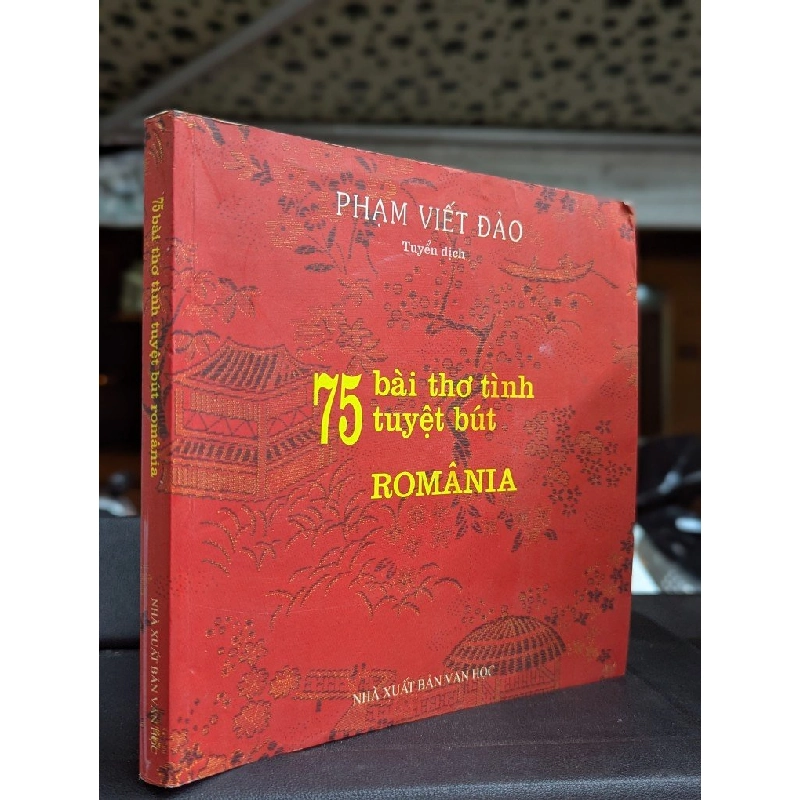 PHẠM VIẾT ĐÀO
Tuyển dịch
75 bài thơ tình
tuyệt bút
ROMÂNIA
NHÀ XUẤT BẢN VĂN HỌC
75 bài thơ tình tuyệt bút românia
NHÀ XUẤT BẢN VĂN HỌC